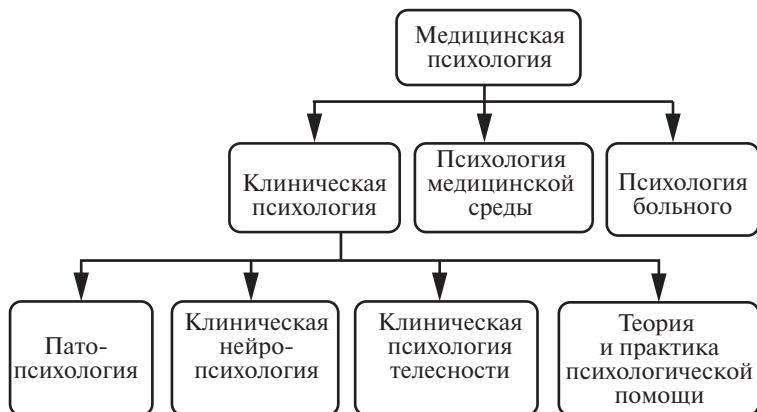 Медицинская
психология
Клиническая
психология
Психология
медицинской
среды
Психология
больного
Пато-
психология
Клиническая
нейро-
психология
Клиническая
психология
телесности
Теория
и практика
психологической
помощи